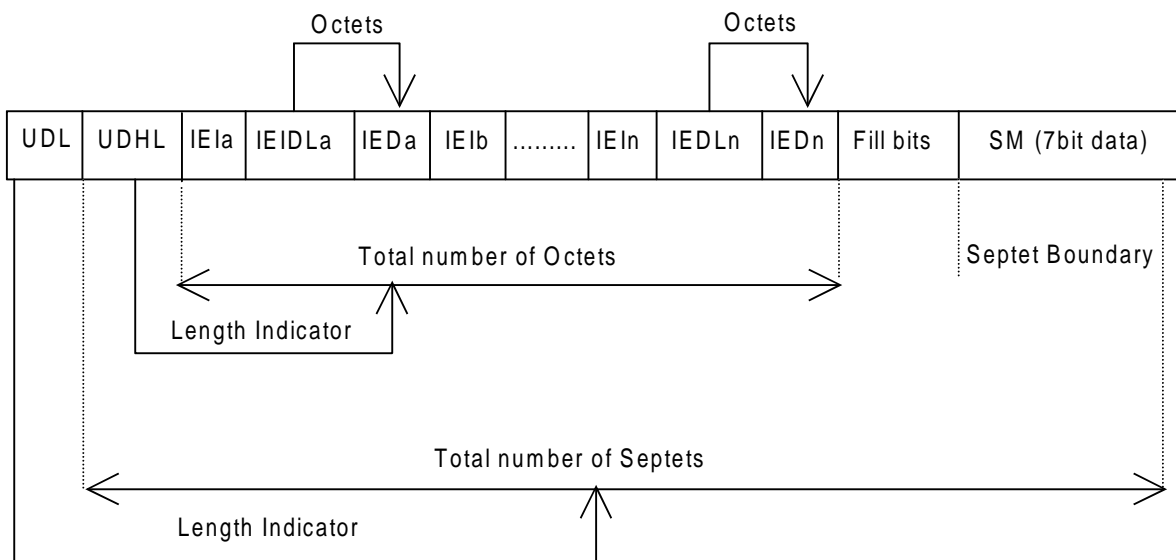 Octets
Octets
UDL UDHL IEIa IEIDLa IEDa IEIb ......... IEIn IEDLn IEDn Fill bits SM (7bit data)
Total number of Octets
Septet Boundary
Length Indicator
Total number of Septets
Length Indicator